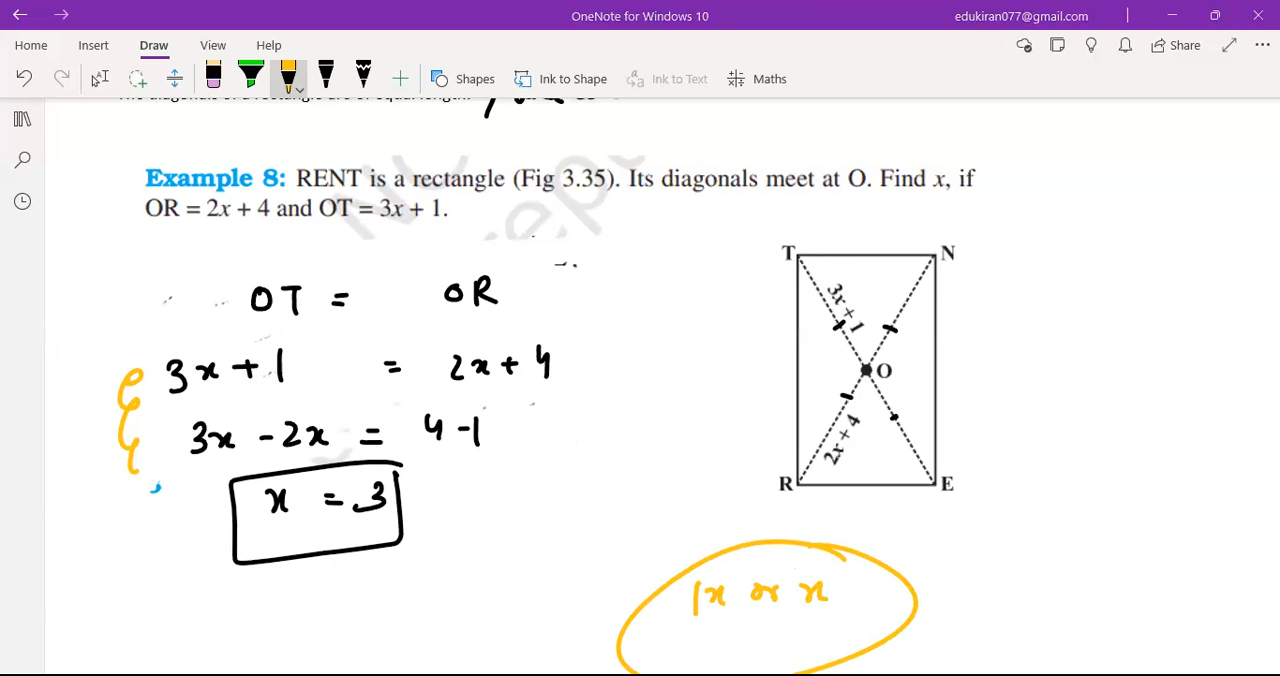 OneNote for Windows 10
edukiran077@gmail.com
Home Insert Draw View Help
Share
Shapes Ink to Shape Ink to Text Maths
Example 8: RENT is a rectangle (Fig 3.35). Its diagonals meet at O. Find x, if
OR = 2x + 4 and OT = 3x + 1.
OT = OR
3x + 1 = 2x + 4
3x - 2x = 4 - 1
x = 3
T N
3x + 1
O
2x + 4
R E
1x or x